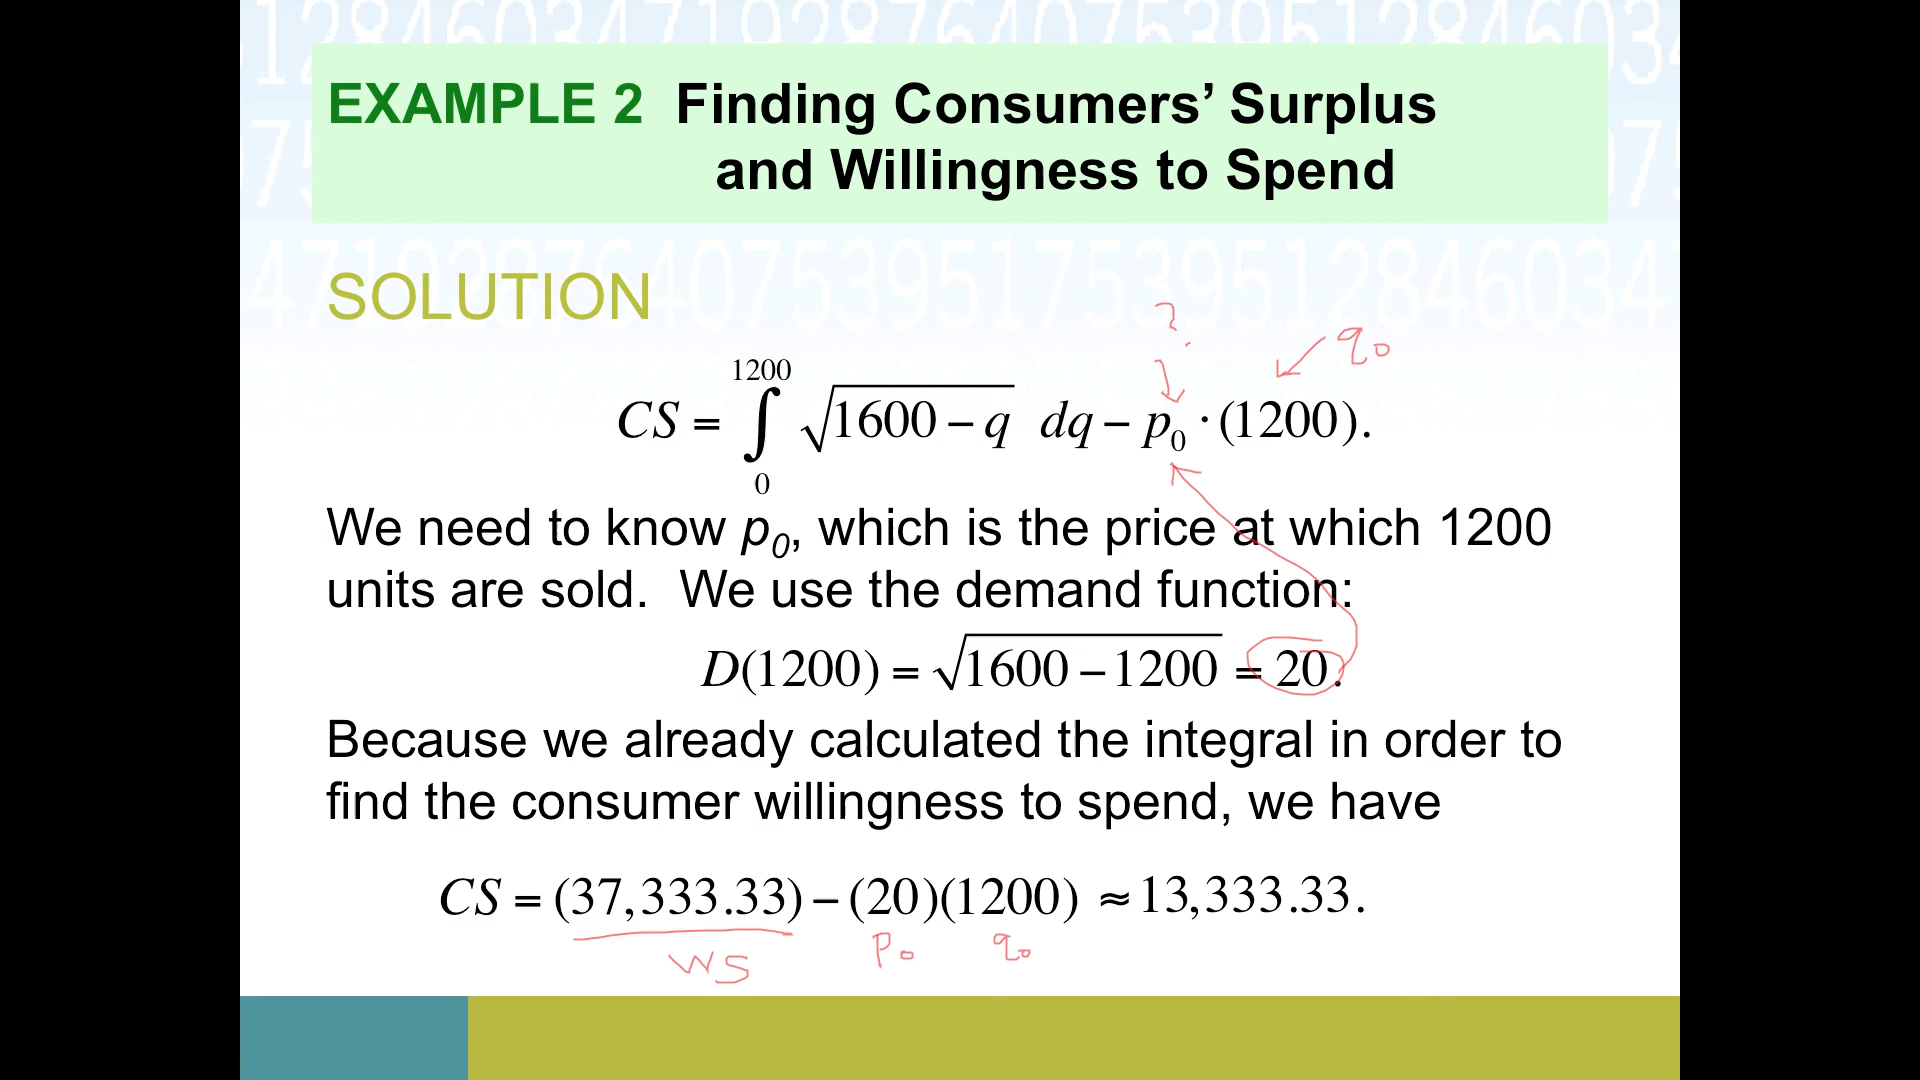 EXAMPLE 2 Finding Consumers’ Surplus
and Willingness to Spend
SOLUTION
?
q₀
CS = ∫₀¹²⁰⁰ √(1600 – q) dq – p₀ · (1200).
We need to know p₀, which is the price at which 1200
units are sold. We use the demand function:
D(1200) = √(1600 – 1200) = 20.
Because we already calculated the integral in order to
find the consumer willingness to spend, we have
CS = (37,333.33) – (20)(1200) ≈ 13,333.33.
WS p₀ q₀